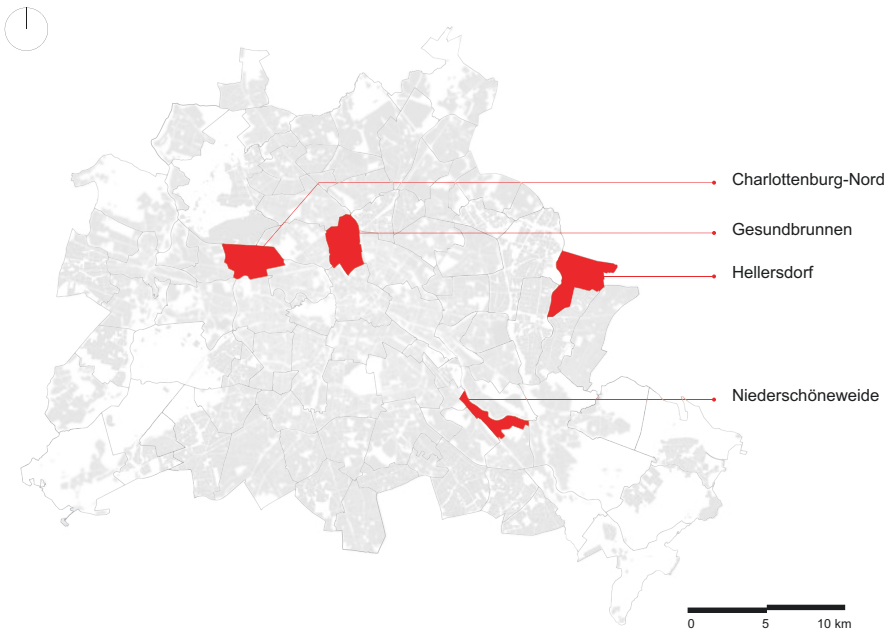 Charlottenburg-Nord
Gesundbrunnen
Hellersdorf
Niederschöneweide
0 5 10 km